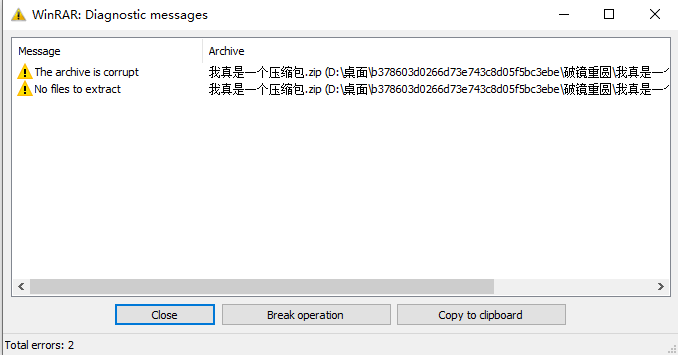 WinRAR: Diagnostic messages
Message Archive
The archive is corrupt 我真是一个压缩包.zip (D:\桌面\b378603d0266d73e743c8d05f5bc3ebe\破镜重圆\我真是一个
No files to extract 我真是一个压缩包.zip (D:\桌面\b378603d0266d73e743c8d05f5bc3ebe\破镜重圆\我真是一个
Close Break operation Copy to clipboard
Total errors: 2